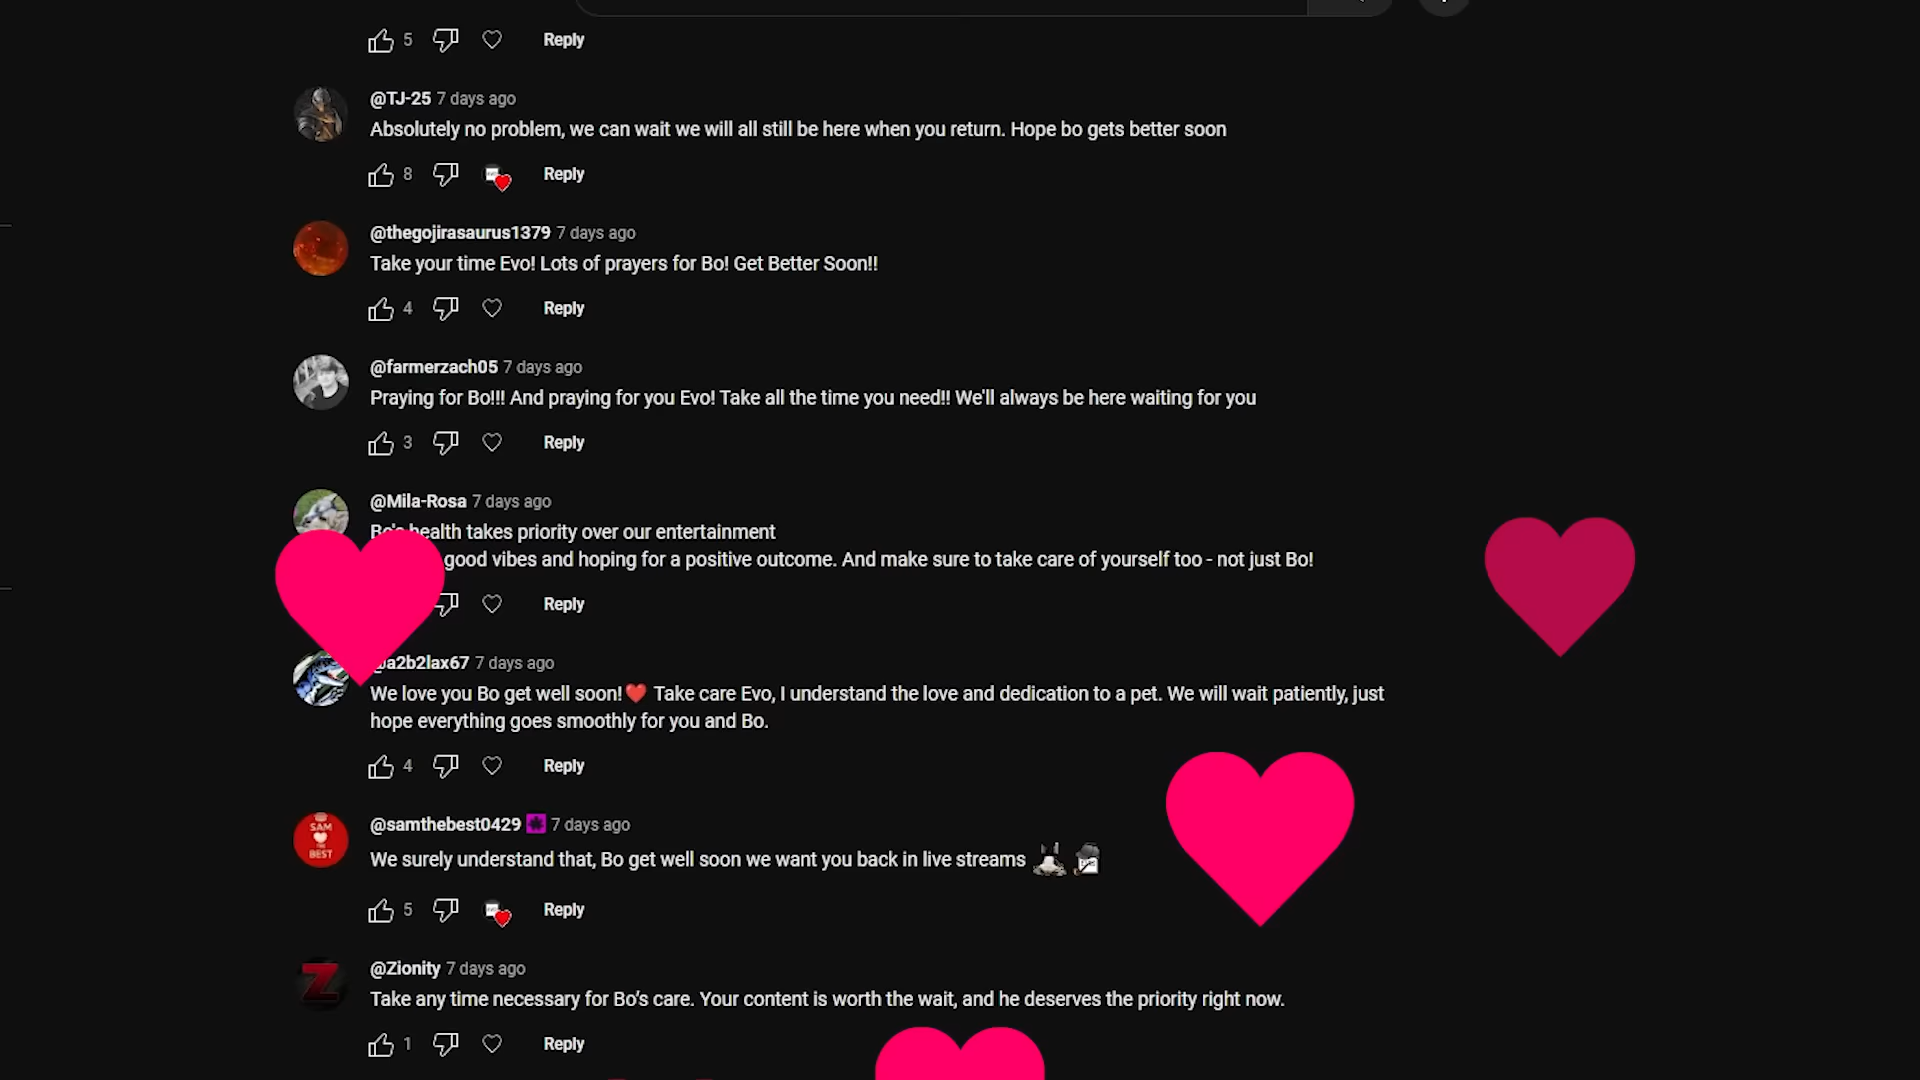 5 Reply
@TJ-25 7 days ago
Absolutely no problem, we can wait we will all still be here when you return. Hope bo gets better soon
8 Reply
@thegojirasaurus1379 7 days ago
Take your time Evo! Lots of prayers for Bo! Get Better Soon!!
4 Reply
@farmerzach05 7 days ago
Praying for Bo!!! And praying for you Evo! Take all the time you need!! We'll always be here waiting for you
3 Reply
@Mila-Rosa 7 days ago
Bo's health takes priority over our entertainment
good vibes and hoping for a positive outcome. And make sure to take care of yourself too - not just Bo!
Reply
@a2b2lax67 7 days ago
We love you Bo get well soon!❤️ Take care Evo, I understand the love and dedication to a pet. We will wait patiently, just
hope everything goes smoothly for you and Bo.
4 Reply
SAM
THE
BEST
@samthebest0429 7 days ago
We surely understand that, Bo get well soon we want you back in live streams
5 Reply
Z
@Zionity 7 days ago
Take any time necessary for Bo’s care. Your content is worth the wait, and he deserves the priority right now.
1 Reply